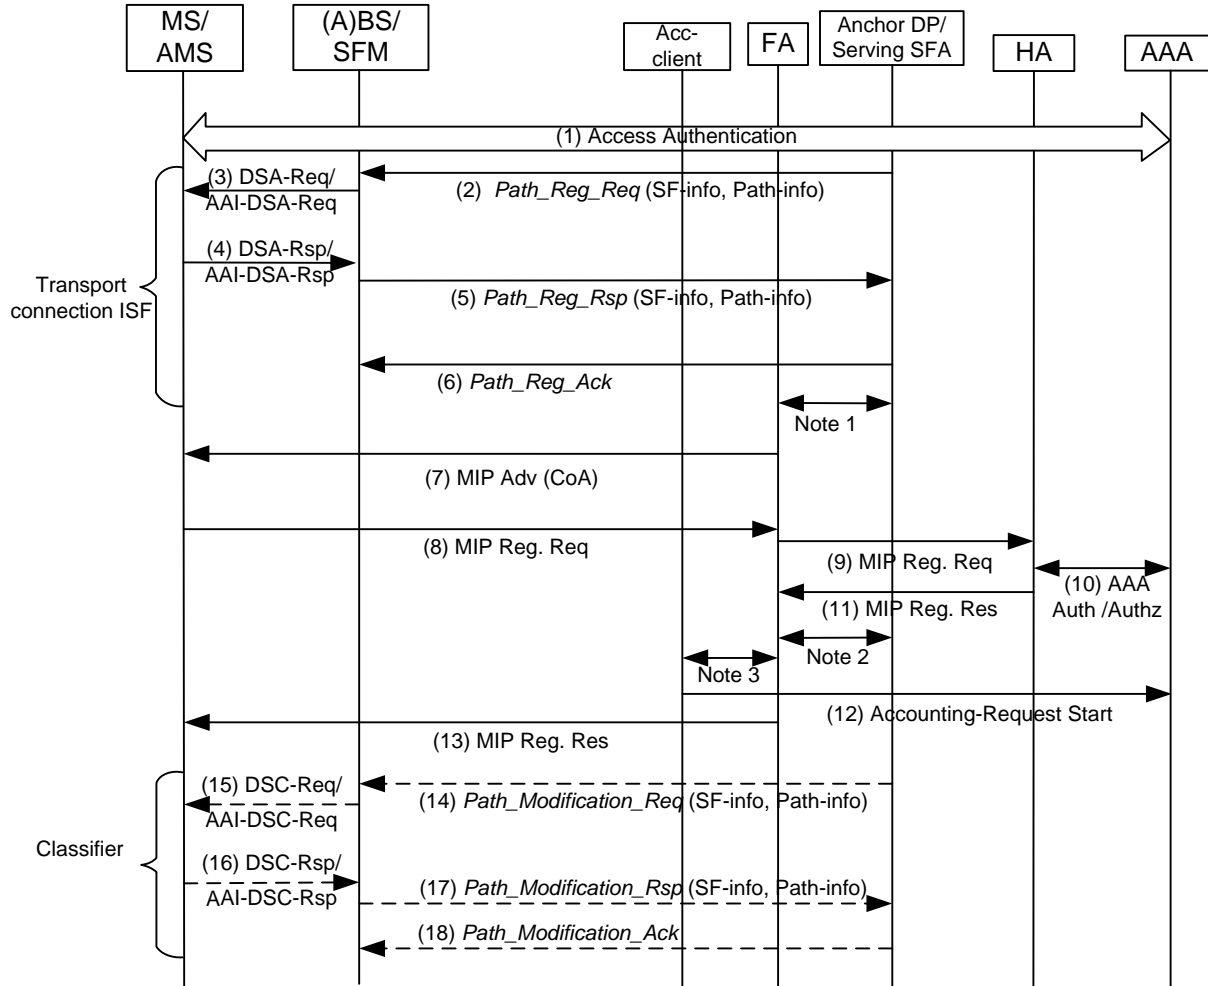 MS/
AMS
(A)BS/
SFM
Acc-
client
FA
Anchor DP/
Serving SFA
HA
AAA
(1) Access Authentication
(2) Path_Reg_Req (SF-info, Path-info)
(3) DSA-Req/
AAI-DSA-Req
(4) DSA-Rsp/
AAI-DSA-Rsp
(5) Path_Reg_Rsp (SF-info, Path-info)
Transport
connection ISF
(6) Path_Reg_Ack
Note 1
(7) MIP Adv (CoA)
(8) MIP Reg. Req
(9) MIP Reg. Req
(10) AAA
Auth /Authz
(11) MIP Reg. Res
Note 2
Note 3
(12) Accounting-Request Start
(13) MIP Reg. Res
(14) Path_Modification_Req (SF-info, Path-info)
(15) DSC-Req/
AAI-DSC-Req
Classifier
(16) DSC-Rsp/
AAI-DSC-Rsp
(17) Path_Modification_Rsp (SF-info, Path-info)
(18) Path_Modification_Ack